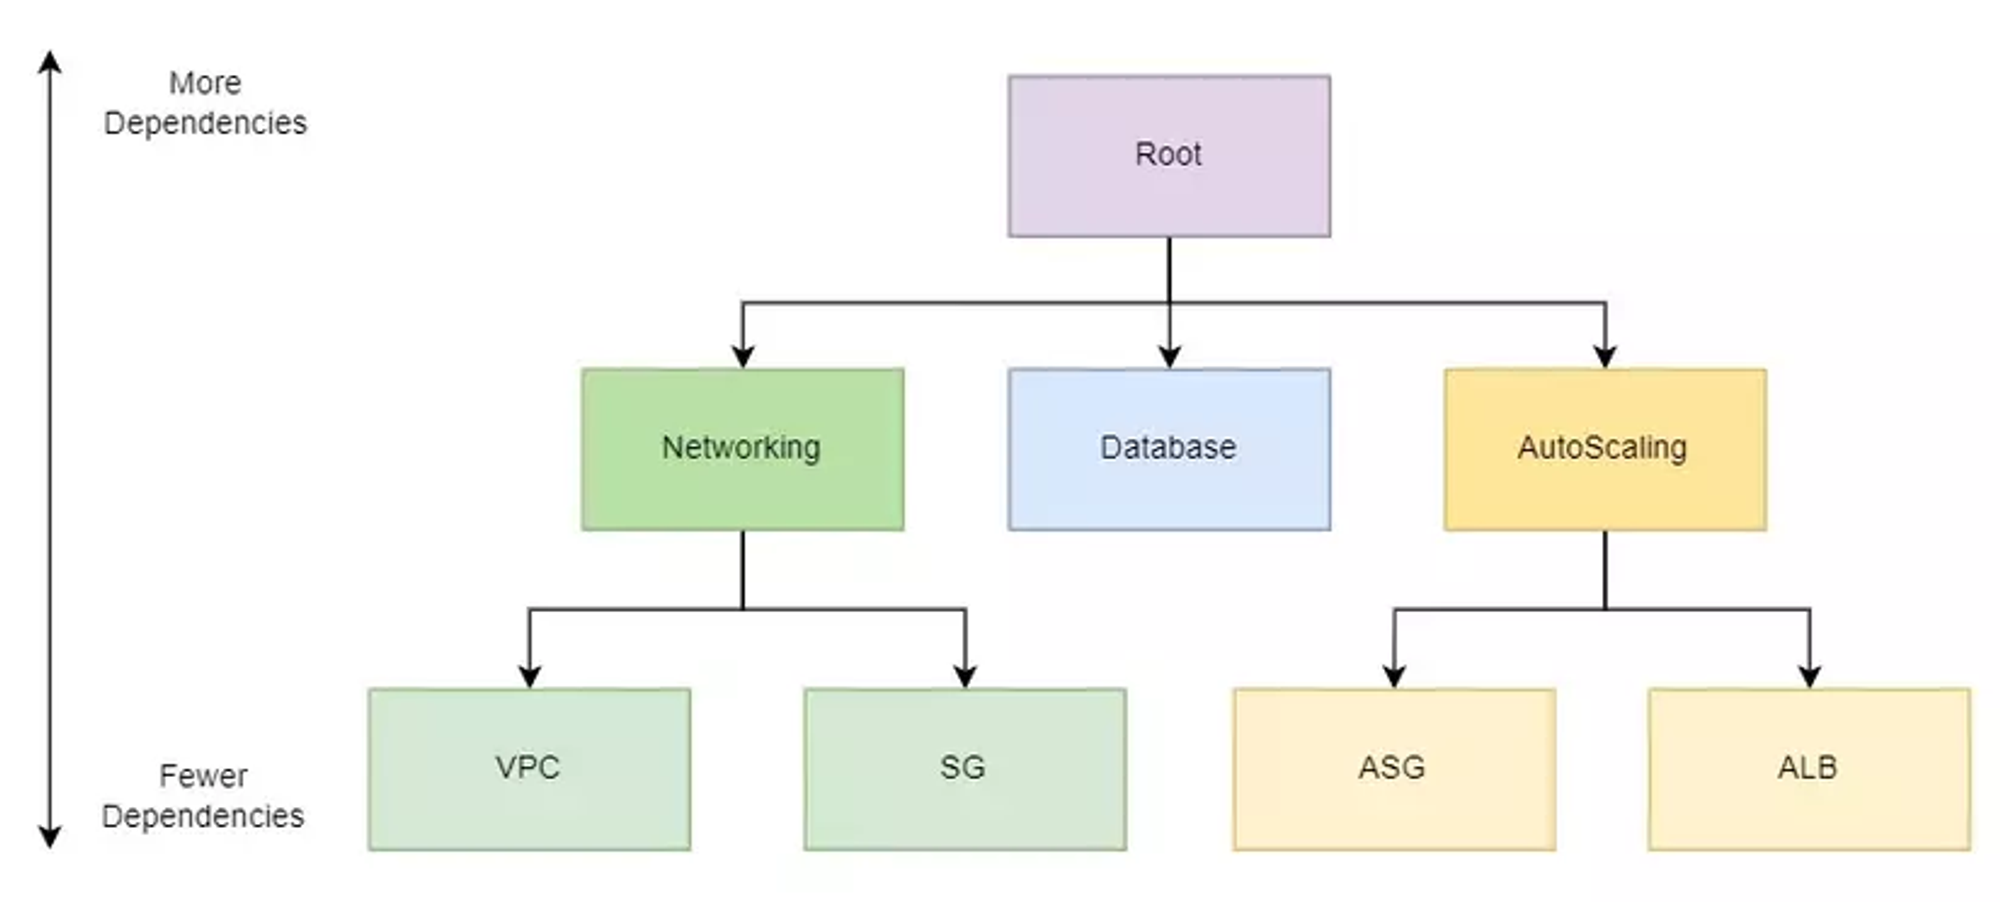 More
Dependencies
Root
Networking
Database
AutoScaling
VPC
SG
ASG
ALB
Fewer
Dependencies